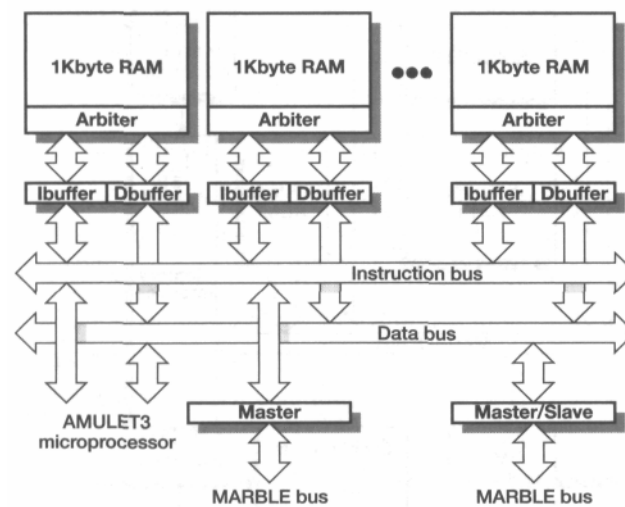 1Kbyte RAM 1Kbyte RAM 1Kbyte RAM
Arbiter Arbiter Arbiter
Ibuffer Dbuffer Ibuffer Dbuffer Ibuffer Dbuffer
Instruction bus
Data bus
AMULET3
microprocessor
Master
Master/Slave
MARBLE bus MARBLE bus